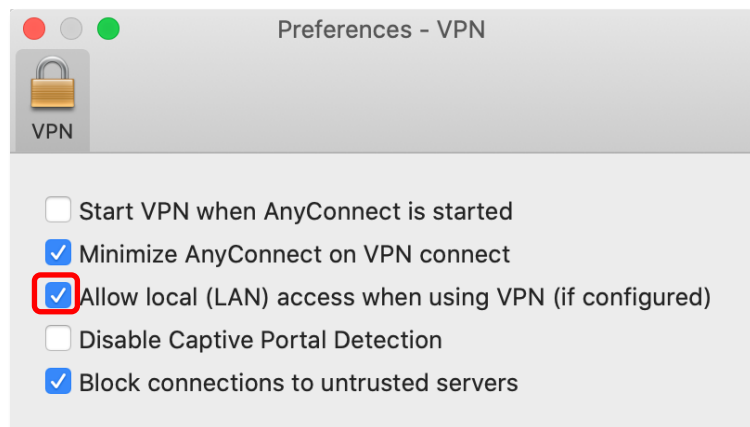 Preferences - VPN
VPN
Start VPN when AnyConnect is started
Minimize AnyConnect on VPN connect
Allow local (LAN) access when using VPN (if configured)
Disable Captive Portal Detection
Block connections to untrusted servers